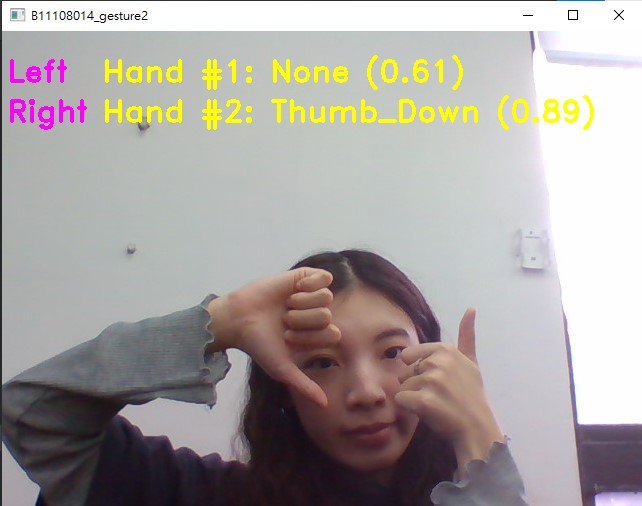 B11108014_gesture2
Left Hand #1: None (0.61)
Right Hand #2: Thumb_Down (0.89)